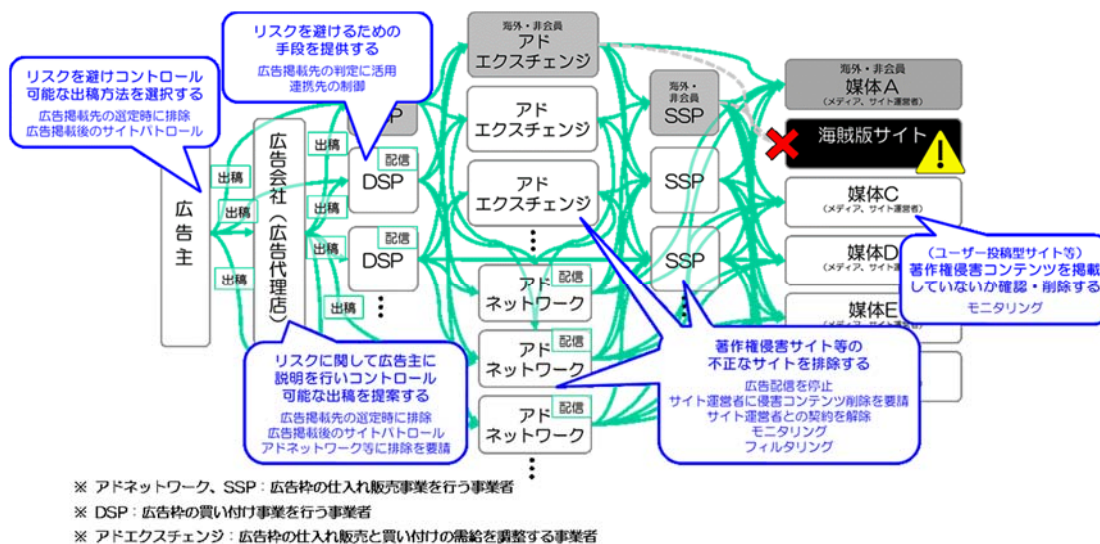 リスクを避けコントロール
可能な出稿方法を選択する
広告掲載先の選定時に排除
広告掲載後のサイトパトロール
広告主
出稿
出稿
出稿
出稿
広告会社(広告代理店)
出稿
出稿
出稿
出稿
リスクに関して広告主に
説明を行いコントロール
可能な出稿を提案する
広告掲載先の選定時に排除
広告掲載後のサイトパトロール
アドネットワーク等に排除を要請
リスクを避けるための
手段を提供する
広告掲載先の判定に活用
連携先の制御
配信
DSP
配信
DSP
⋮
海外・非会員
アド
エクスチェンジ
アド
エクスチェンジ
アド
エクスチェンジ
⋮
配信
アド
ネットワーク
配信
アド
ネットワーク
配信
アド
ネットワーク
⋮
海外・
非会員
SSP
SSP
SSP
⋮
著作権侵害サイト等の
不正なサイトを排除する
広告配信を停止
サイト運営者に侵害コンテンツ削除を要請
サイト運営者との契約を解除
モニタリング
フィルタリング
海外・非会員
媒体A
(メディア、サイト運営者)
海賊版サイト
媒体C
(メディア、サイト運営者)
媒体D
(メディア、サ
媒体E
(メディア、サ
(ユーザー投稿型サイト等)
著作権侵害コンテンツを掲載
していないか確認・削除する
モニタリング
※ アドネットワーク、SSP:広告枠の仕入れ販売事業を行う事業者
※ DSP:広告枠の買い付け事業を行う事業者
※ アドエクスチェンジ:広告枠の仕入れ販売と買い付けの需給を調整する事業者